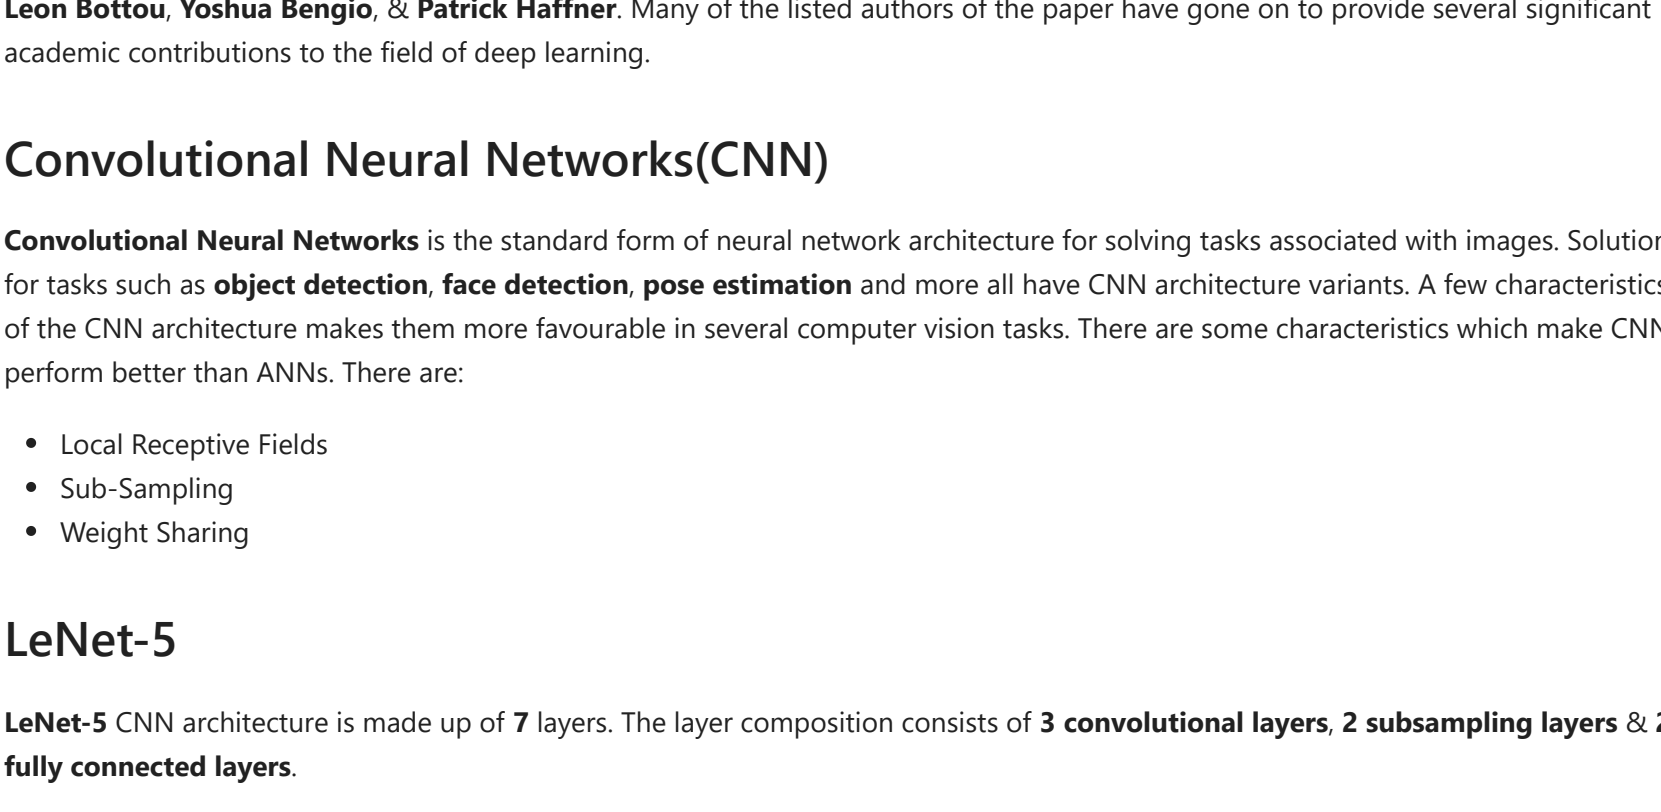 Leon Bottou, Yoshua Bengio, & Patrick Haffner. Many of the listed authors of the paper have gone on to provide several significant
academic contributions to the field of deep learning.
Convolutional Neural Networks(CNN)
Convolutional Neural Networks is the standard form of neural network architecture for solving tasks associated with images. Solution
for tasks such as object detection, face detection, pose estimation and more all have CNN architecture variants. A few characteristics
of the CNN architecture makes them more favourable in several computer vision tasks. There are some characteristics which make CNN
perform better than ANNs. There are:
• Local Receptive Fields
• Sub-Sampling
• Weight Sharing
LeNet-5
LeNet-5 CNN architecture is made up of 7 layers. The layer composition consists of 3 convolutional layers, 2 subsampling layers & 2
fully connected layers.